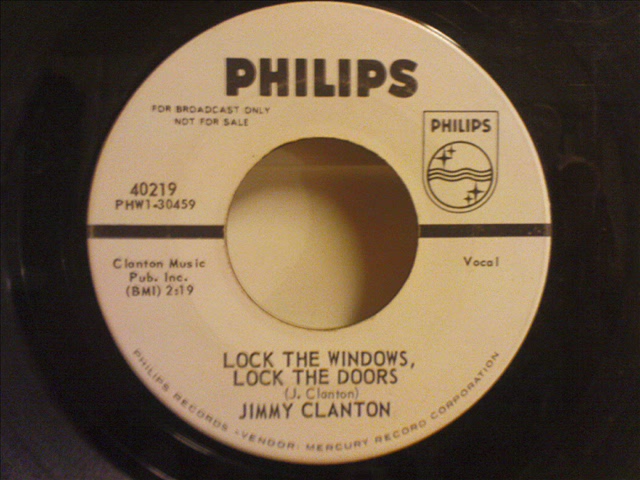 PHILIPS
FOR BROADCAST ONLY
NOT FOR SALE
PHILIPS
40219
PHW1-30459
Clanton Music
Pub. Inc.
(BMI) 2:19
Vocal
LOCK THE WINDOWS,
LOCK THE DOORS
(J. Clanton)
JIMMY CLANTON
PHILIPS RECORDS • VENDOR: MERCURY RECORD CORPORATION